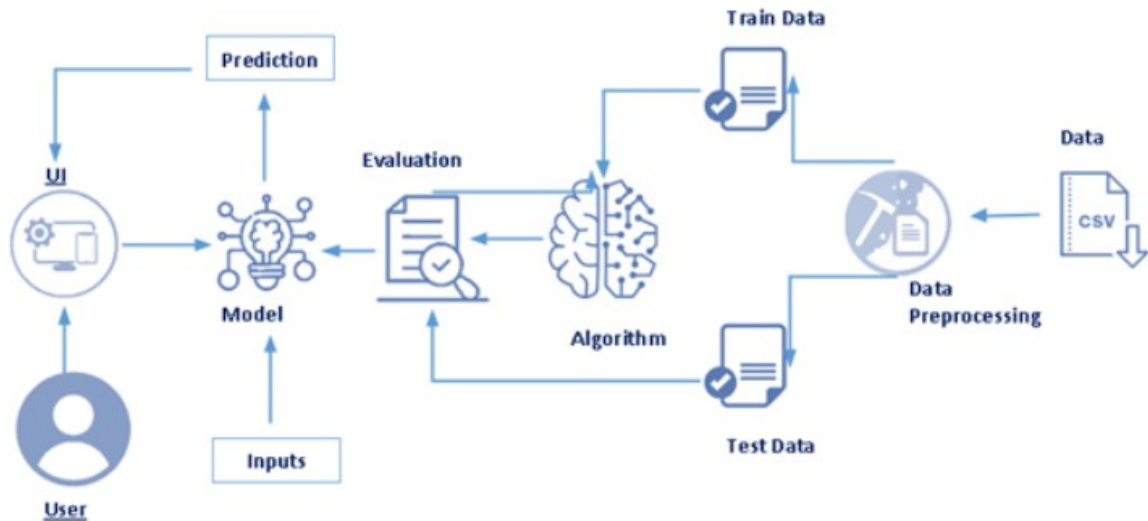 Train Data
Prediction
Data
Evaluation
UI
CSV
Model
Data
Preprocessing
Algorithm
Test Data
Inputs
User